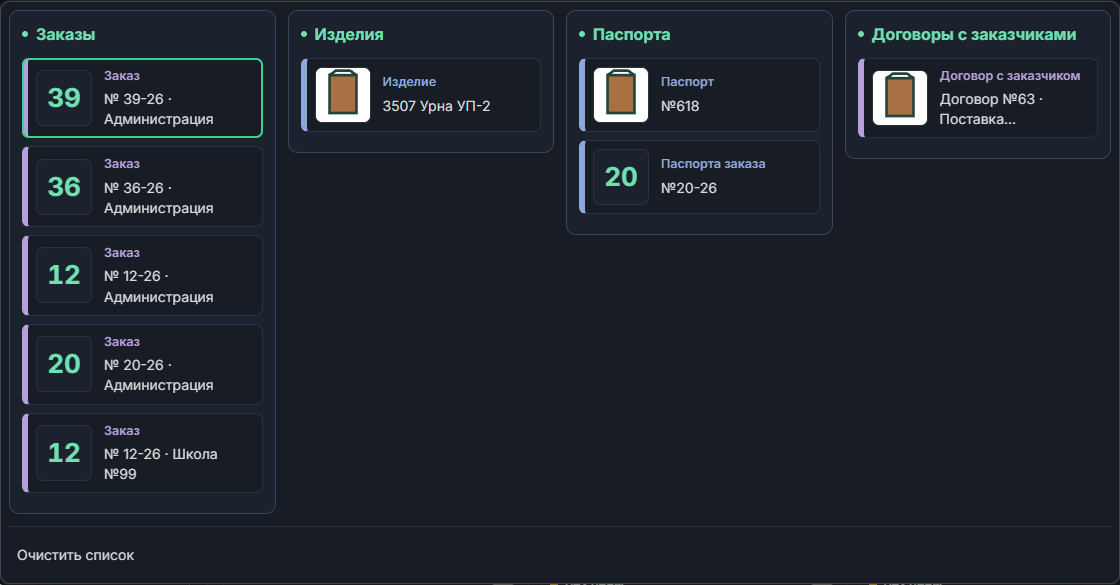 Заказы
39
Заказ
№ 39-26 ·
Администрация
36
Заказ
№ 36-26 ·
Администрация
12
Заказ
№ 12-26 ·
Администрация
20
Заказ
№ 20-26 ·
Администрация
12
Заказ
№ 12-26 · Школа
№99
Изделия
Изделие
3507 Урна УП-2
Паспорта
Паспорт
№618
20
Паспорта заказа
№20-26
Договоры с заказчиками
Договор с заказчиком
Договор №63 ·
Поставка...
Очистить список